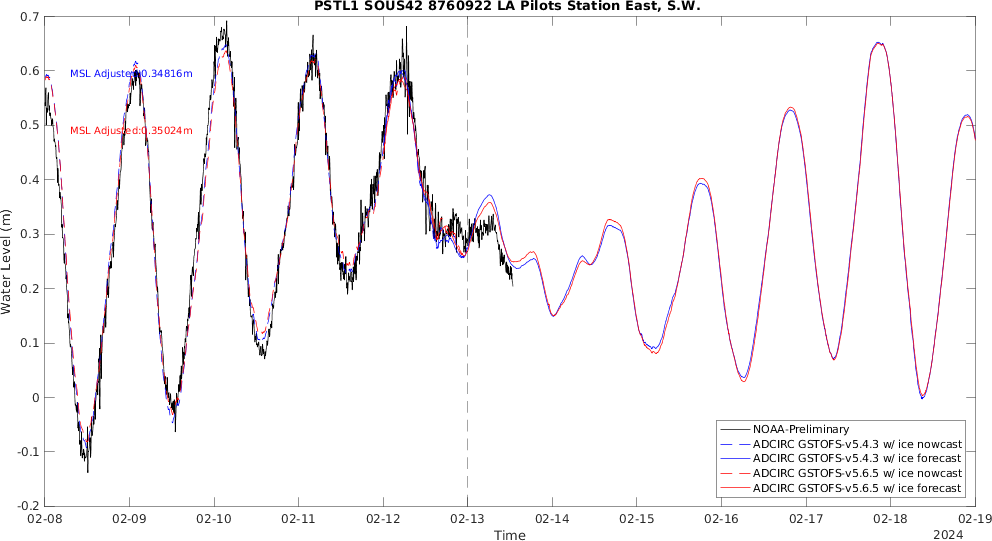 PSTL1 SOUS42 8760922 LA Pilots Station East, S.W.
0.7
0.6
0.5
0.4
0.3
0.2
0.1
0
-0.1
-0.2
Water Level (m)
MSL Adjusted:0.34816m
MSL Adjusted:0.35024m
NOAA-Preliminary
ADCIRC GSTOFS-v5.4.3 w/ ice nowcast
ADCIRC GSTOFS-v5.4.3 w/ ice forecast
ADCIRC GSTOFS-v5.6.5 w/ ice nowcast
ADCIRC GSTOFS-v5.6.5 w/ ice forecast
02-08 02-09 02-10 02-11 02-12 02-13 02-14 02-15 02-16 02-17 02-18 02-19
Time
2024